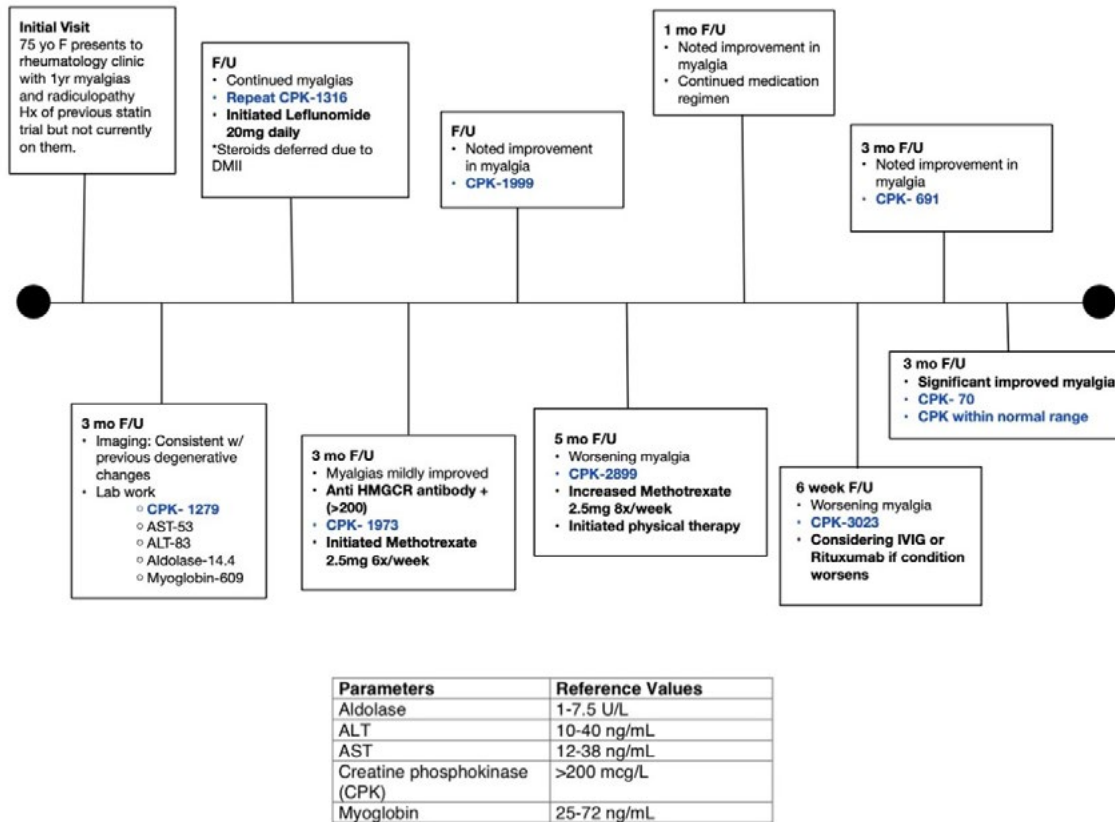 Initial Visit
75 yo F presents to
rheumatology clinic
with 1yr myalgias
and radiculopathy
Hx of previous statin
trial but not currently
on them.
F/U
• Continued myalgias
• Repeat CPK-1316
• Initiated Leflunomide
20mg daily
*Steroids deferred due to
DMII
F/U
• Noted improvement
in myalgia
• CPK-1999
1 mo F/U
• Noted improvement in
myalgia
• Continued medication
regimen
3 mo F/U
• Noted improvement in
myalgia
• CPK- 691
3 mo F/U
• Imaging: Consistent w/
previous degenerative
changes
• Lab work
○ CPK- 1279
○ AST-53
○ ALT-83
○ Aldolase-14.4
○ Myoglobin-609
3 mo F/U
• Myalgias mildly improved
• Anti HMGCR antibody +
(>200)
• CPK- 1973
• Initiated Methotrexate
2.5mg 6x/week
5 mo F/U
• Worsening myalgia
• CPK-2899
• Increased Methotrexate
2.5mg 8x/week
• Initiated physical therapy
6 week F/U
• Worsening myalgia
• CPK-3023
• Considering IVIG or
Rituxumab if condition
worsens
3 mo F/U
• Significant improved myalgia
• CPK- 70
• CPK within normal range
Parameters Reference Values
Aldolase 1-7.5 U/L
ALT 10-40 ng/mL
AST 12-38 ng/mL
Creatine phosphokinase >200 mcg/L
(CPK)
Myoglobin 25-72 ng/mL